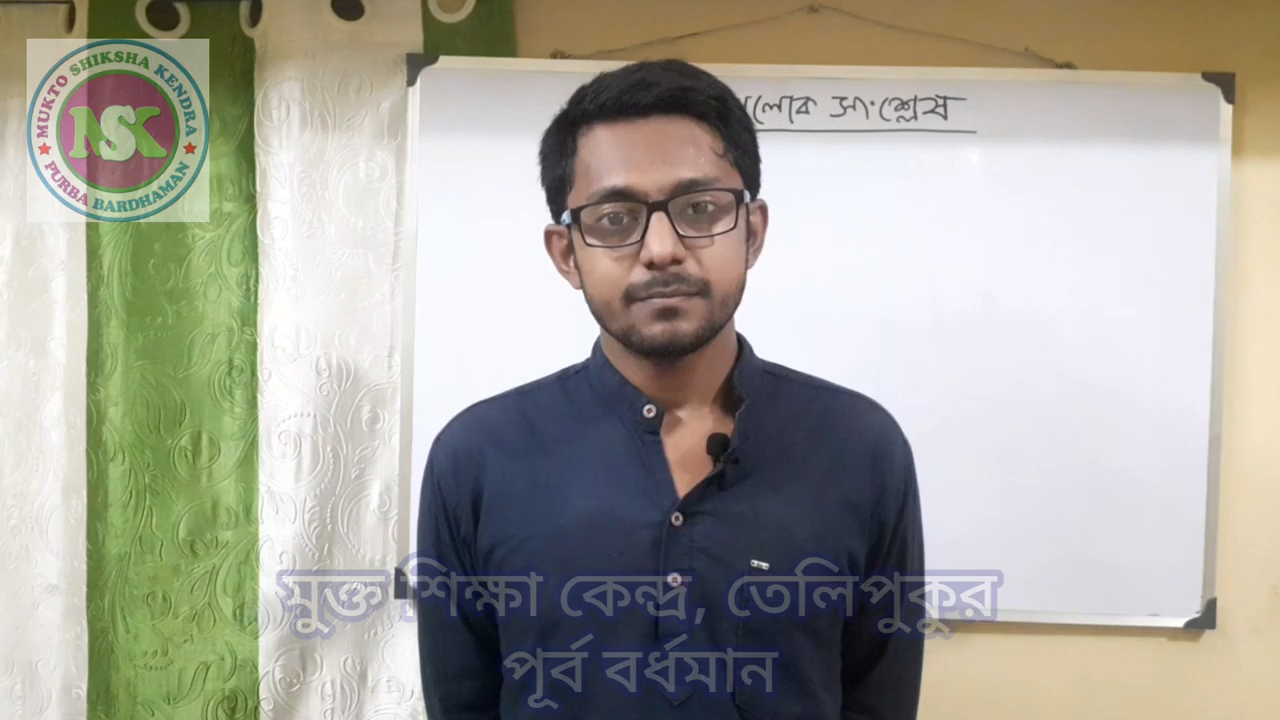 MUKTO SHIKSHA KENDRA
MSK
PURBA BARDHAMAN
সংশ্লেষ
মুক্ত শিক্ষা কেন্দ্র, তেলিপুকুর
পূর্ব বর্ধমান